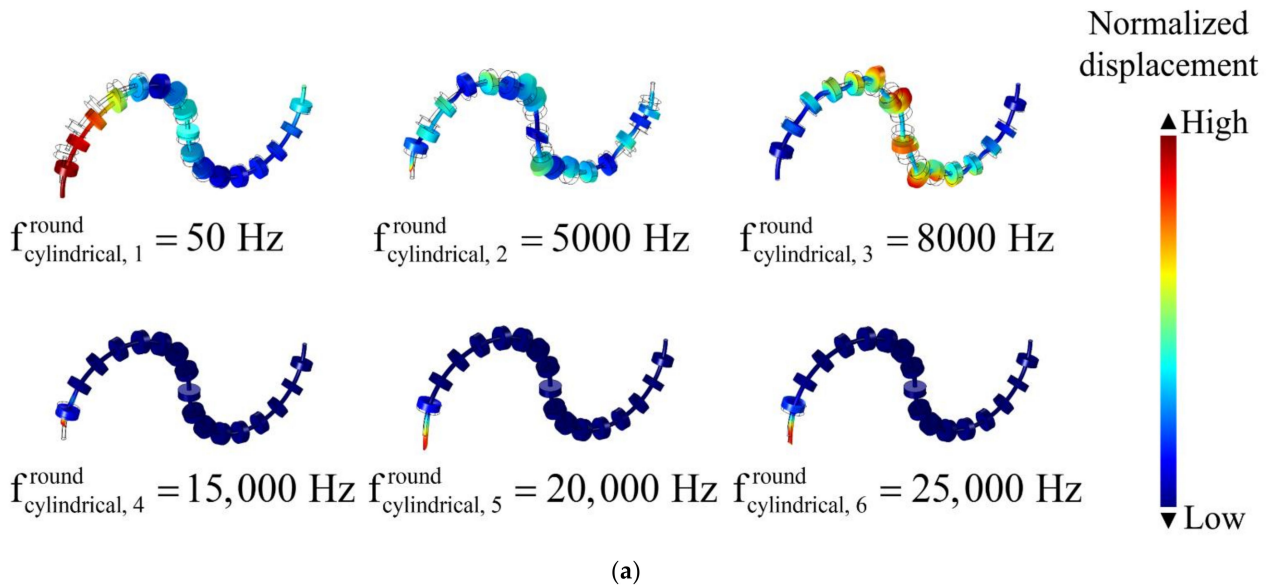 Normalized
displacement
▲High
f^round_cylindrical, 1 = 50 Hz
f^round_cylindrical, 2 = 5000 Hz
f^round_cylindrical, 3 = 8000 Hz
f^round_cylindrical, 4 = 15,000 Hz
f^round_cylindrical, 5 = 20,000 Hz
f^round_cylindrical, 6 = 25,000 Hz
▼Low
(a)